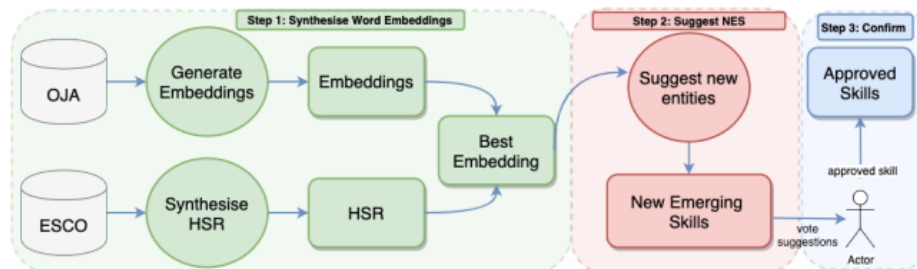 Step 1: Synthesise Word Embeddings
OJA
Generate
Embeddings
Embeddings
ESCO
Synthesise
HSR
HSR
Best
Embedding
Step 2: Suggest NES
Suggest new
entities
New Emerging
Skills
vote
suggestions
Step 3: Confirm
Approved
Skills
approved skill
Actor